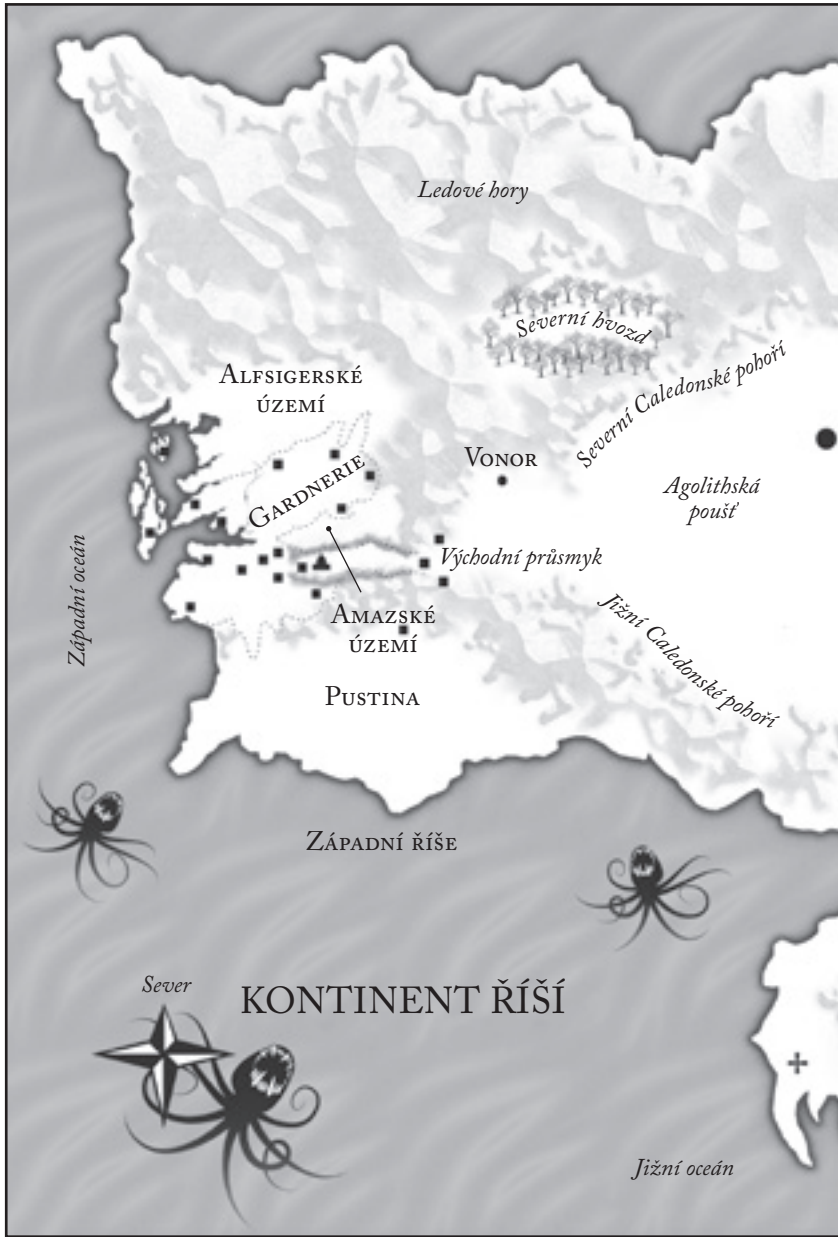 Ledové hory
Severní hvozd
Severní Caledonské pohoří
ALFSIGERSKÉ
ÚZEMÍ
VONOR
GARDNERIE
Agolithská
poušť
Východní průsmyk
Západní oceán
AMAZSKÉ
ÚZEMÍ
Jižní Caledonské pohoří
PUSTINA
ZÁPADNÍ ŘÍŠE
Sever
KONTINENT ŘÍŠÍ
Jižní oceán